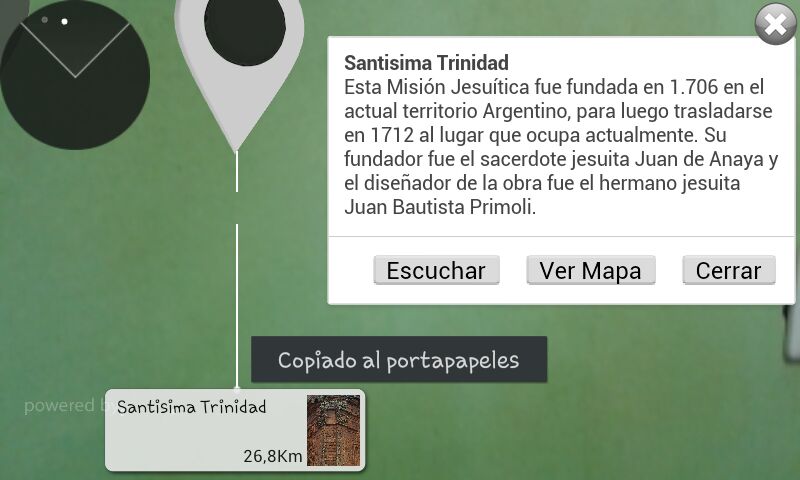 Santisima Trinidad
Esta Misión Jesuítica fue fundada en 1.706 en el
actual territorio Argentino, para luego trasladarse
en 1712 al lugar que ocupa actualmente. Su
fundador fue el sacerdote jesuita Juan de Anaya y
el diseñador de la obra fue el hermano jesuita
Juan Bautista Primoli.
Escuchar Ver Mapa Cerrar
Copiado al portapapeles
powered by
Santisima Trinidad
26,8Km